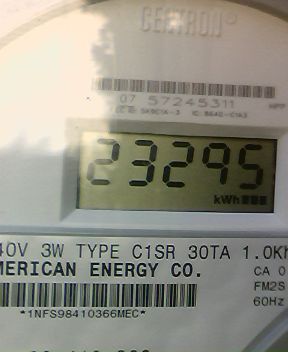 CENTRON®
07 57245311
23295
kWh
40V 3W TYPE C1SR 30TA 1.0K
MERICAN ENERGY CO.
CA 0
FM2S
60Hz
*1NFS98410366MEC*